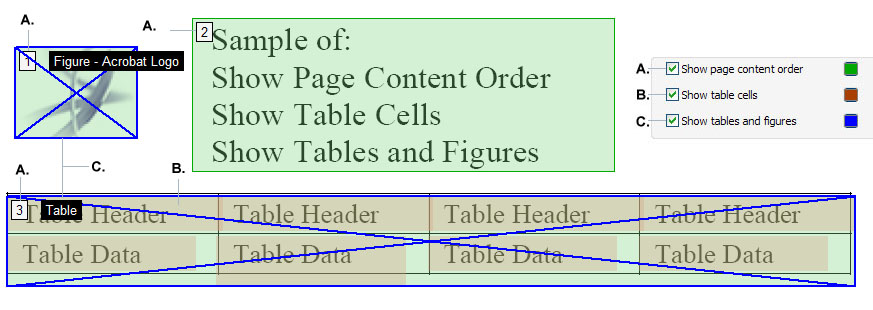 A.
1
Figure - Acrobat Logo
A.
2
Sample of:
Show Page Content Order
Show Table Cells
Show Tables and Figures
A.
Show page content order
B.
Show table cells
C.
Show tables and figures
A.
C.
B.
3
Table
Table Header Table Header Table Header Table Header
Table Data Table Data Table Data Table Data